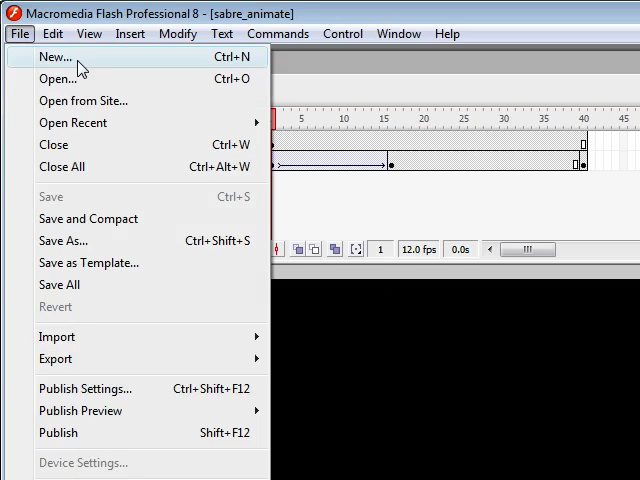 Macromedia Flash Professional 8 - [sabre_animate]
File Edit View Insert Modify Text Commands Control Window Help
New... Ctrl+N
Open... Ctrl+O
Open from Site...
Open Recent
Close Ctrl+W
Close All Ctrl+Alt+W
Save Ctrl+S
Save and Compact
Save As... Ctrl+Shift+S
Save as Template...
Save All
Revert
Import
Export
Publish Settings... Ctrl+Shift+F12
Publish Preview
Publish Shift+F12
Device Settings...
5 10 15 20 25 30 35 40 45
1 12.0 fps 0.0s